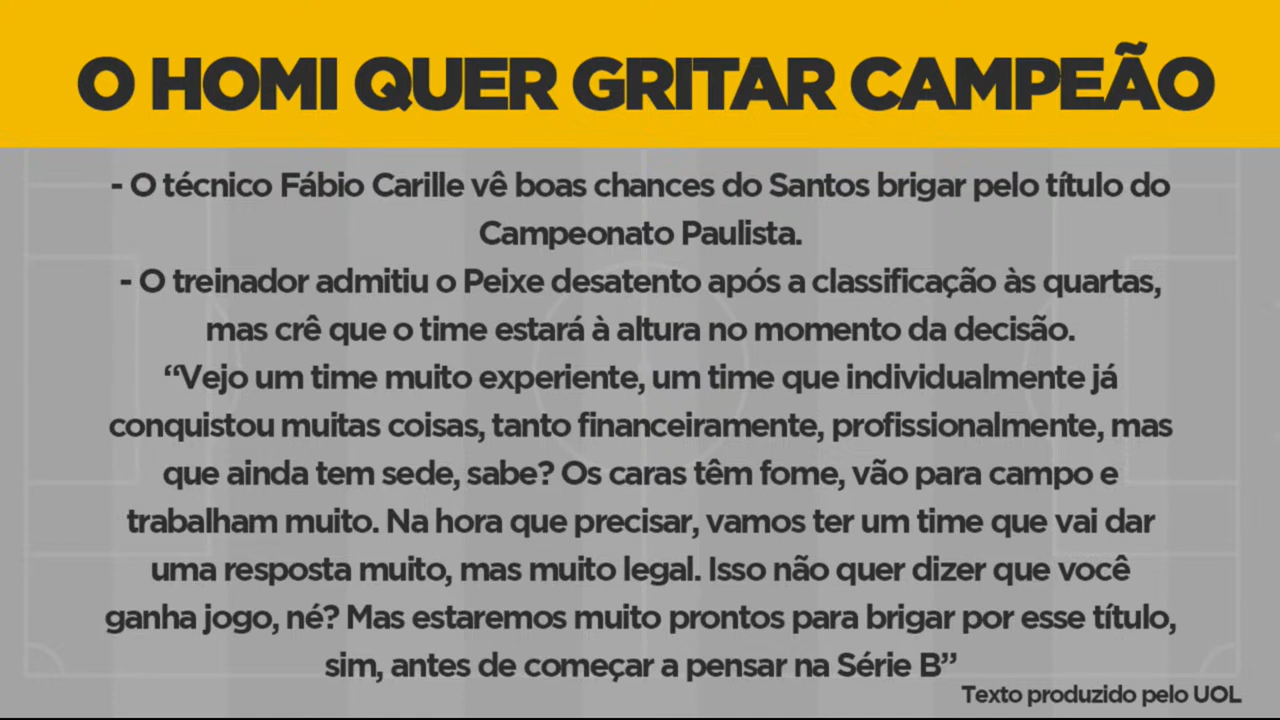 O HOMI QUER GRITAR CAMPEÃO
- O técnico Fábio Carille vê boas chances do Santos brigar pelo título do
Campeonato Paulista.
- O treinador admitiu o Peixe desatento após a classificação às quartas,
mas crê que o time estará à altura no momento da decisão.
“Vejo um time muito experiente, um time que individualmente já
conquistou muitas coisas, tanto financeiramente, profissionalmente, mas
que ainda tem sede, sabe? Os caras têm fome, vão para campo e
trabalham muito. Na hora que precisar, vamos ter um time que vai dar
uma resposta muito, mas muito legal. Isso não quer dizer que você
ganha jogo, né? Mas estaremos muito prontos para brigar por esse título,
sim, antes de começar a pensar na Série B”
Texto produzido pelo UOL